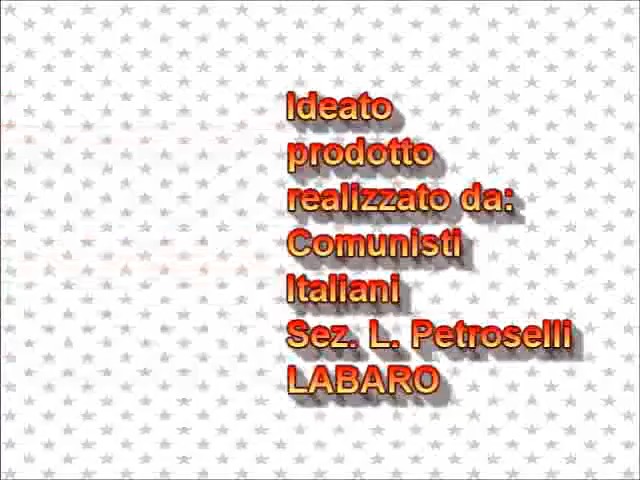 Ideato
prodotto
realizzato da:
Comunisti
Italiani
Sez. L. Petroselli
LABARO